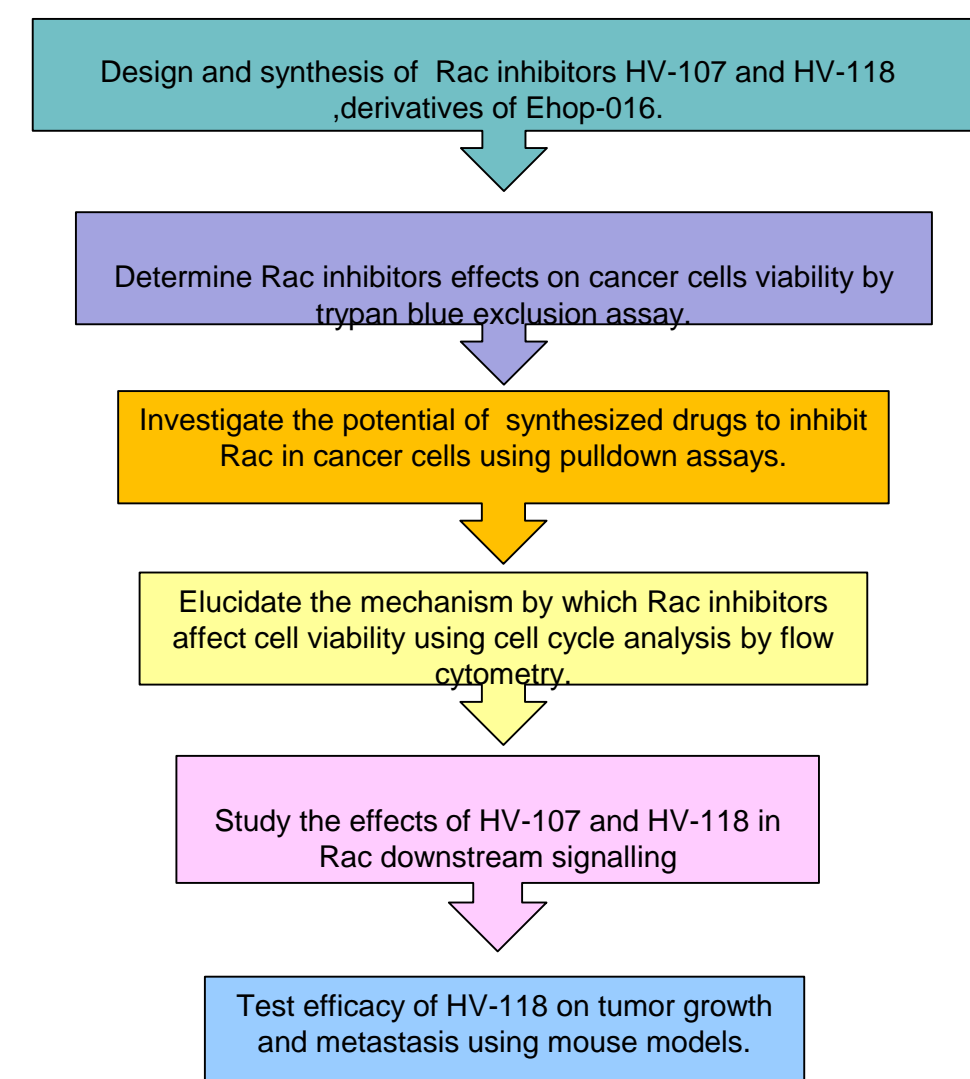 Design and synthesis of  Rac inhibitors HV-107 and HV-118
,derivatives of Ehop-016.
Determine Rac inhibitors effects on cancer cells viability by
trypan blue exclusion assay.
Investigate the potential of  synthesized drugs to inhibit
Rac in cancer cells using pulldown assays.
Elucidate the mechanism by which Rac inhibitors
affect cell viability using cell cycle analysis by flow
cytometry.
Study the effects of HV-107 and HV-118 in
Rac downstream signalling
Test efficacy of HV-118 on tumor growth
and metastasis using mouse models.